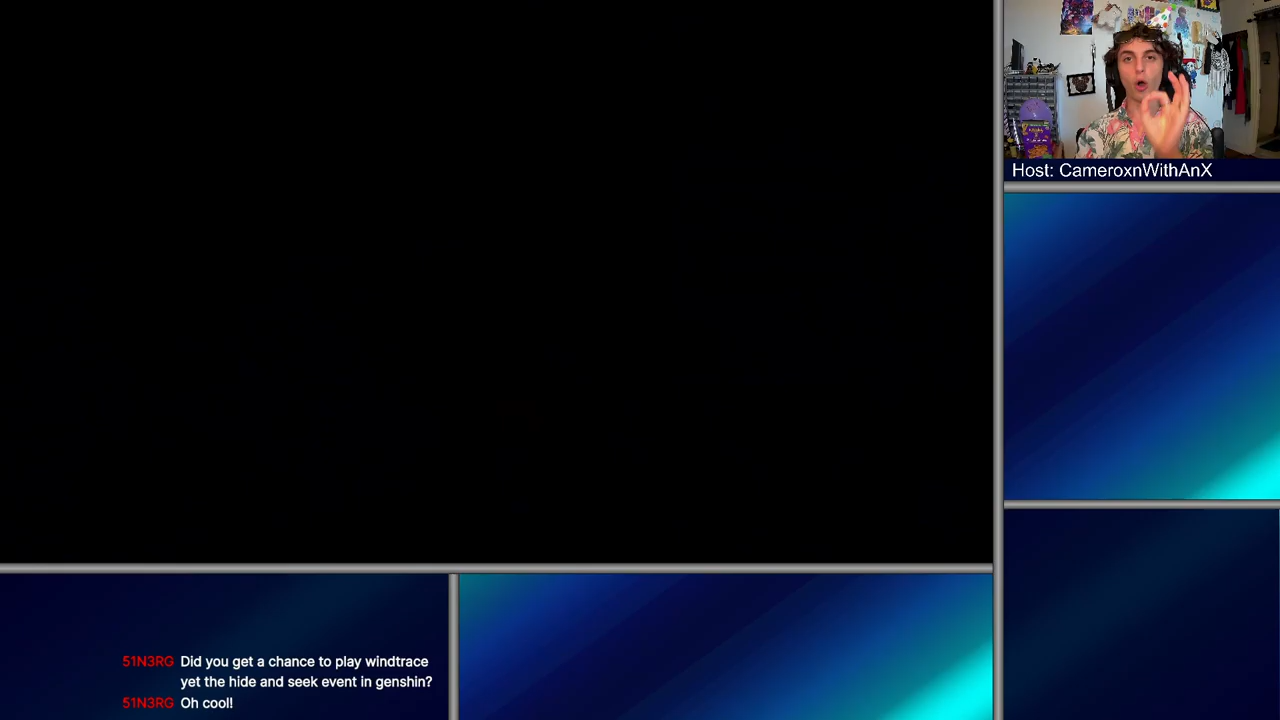 Host: CameroxnWithAnX
51N3RG Did you get a chance to play windtrace
yet the hide and seek event in genshin?
51N3RG Oh cool!